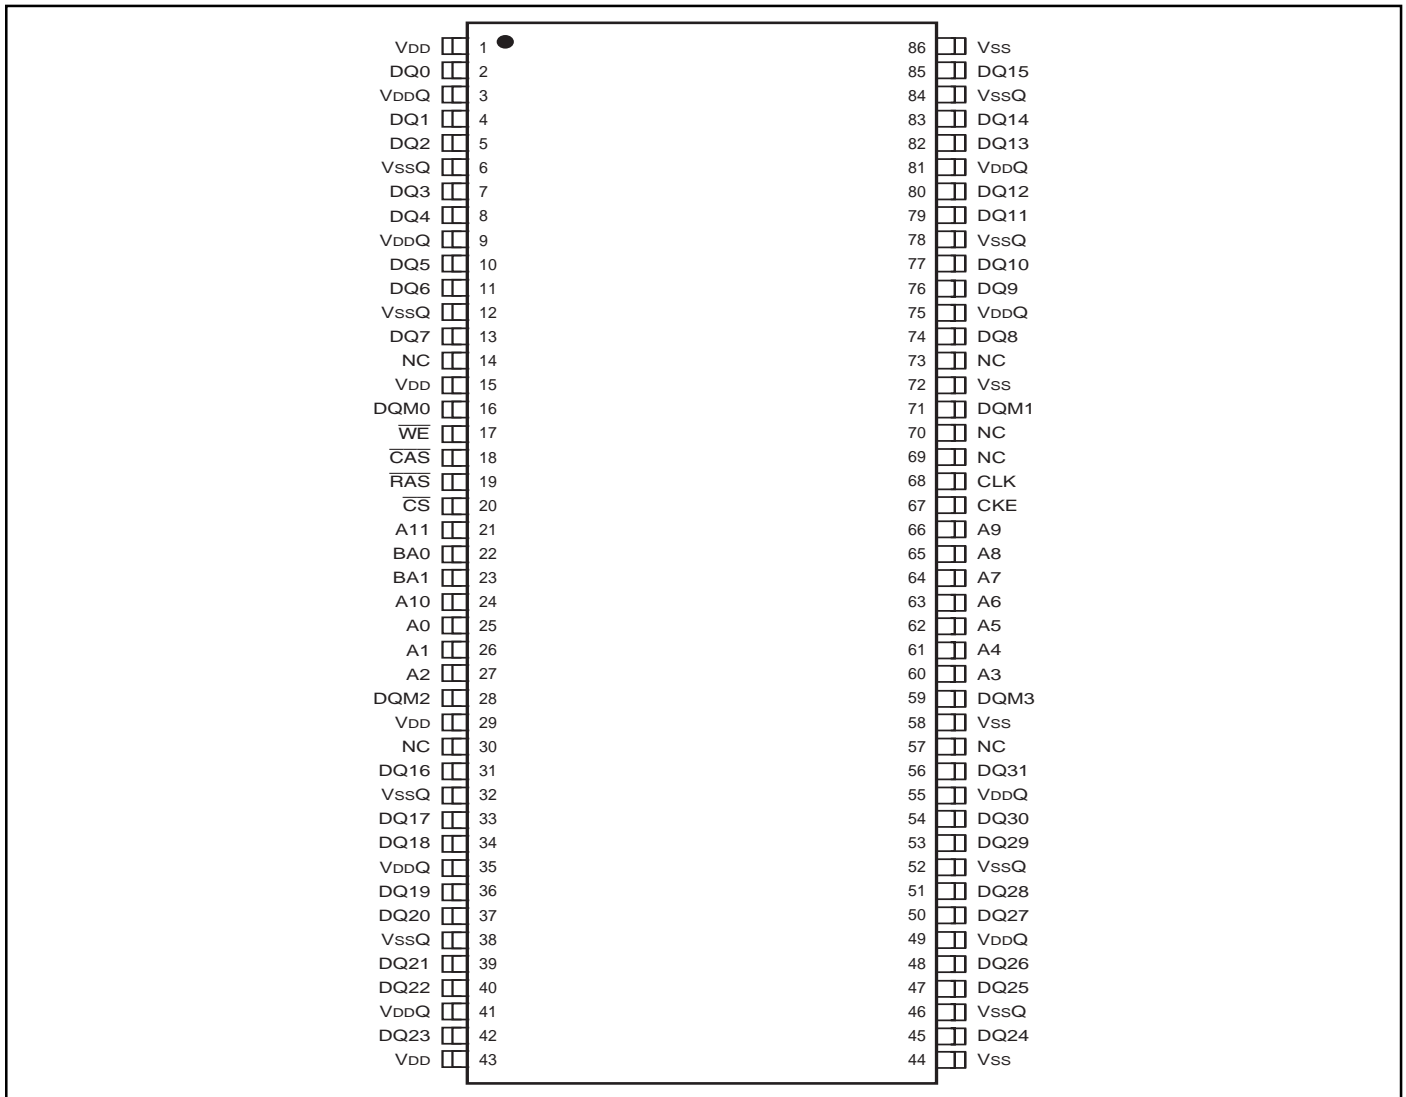 VDD 1 86 Vss
DQ0 2 85 DQ15
VDDQ 3 84 VssQ
DQ1 4 83 DQ14
DQ2 5 82 DQ13
VssQ 6 81 VDDQ
DQ3 7 80 DQ12
DQ4 8 79 DQ11
VDDQ 9 78 VssQ
DQ5 10 77 DQ10
DQ6 11 76 DQ9
VssQ 12 75 VDDQ
DQ7 13 74 DQ8
NC 14 73 NC
VDD 15 72 Vss
DQM0 16 71 DQM1
W̅E̅ 17 70 NC
C̅A̅S̅ 18 69 NC
R̅A̅S̅ 19 68 CLK
C̅S̅ 20 67 CKE
A11 21 66 A9
BA0 22 65 A8
BA1 23 64 A7
A10 24 63 A6
A0 25 62 A5
A1 26 61 A4
A2 27 60 A3
DQM2 28 59 DQM3
VDD 29 58 Vss
NC 30 57 NC
DQ16 31 56 DQ31
VssQ 32 55 VDDQ
DQ17 33 54 DQ30
DQ18 34 53 DQ29
VDDQ 35 52 VssQ
DQ19 36 51 DQ28
DQ20 37 50 DQ27
VssQ 38 49 VDDQ
DQ21 39 48 DQ26
DQ22 40 47 DQ25
VDDQ 41 46 VssQ
DQ23 42 45 DQ24
VDD 43 44 Vss